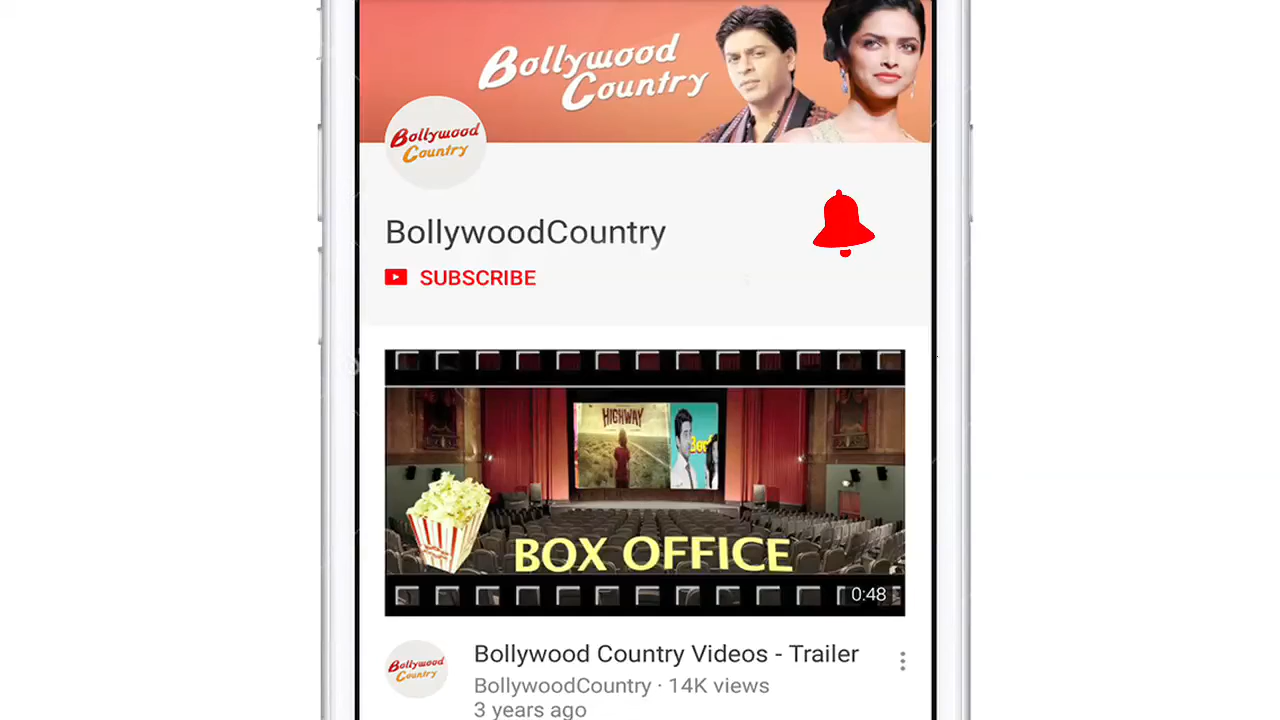 Bollywood
Country
Bollywood
Country
BollywoodCountry
SUBSCRIBE
HIGHWAY
BOX OFFICE
0:48
Bollywood Country Videos - Trailer
Bollywood
Country
BollywoodCountry · 14K views
3 years ago